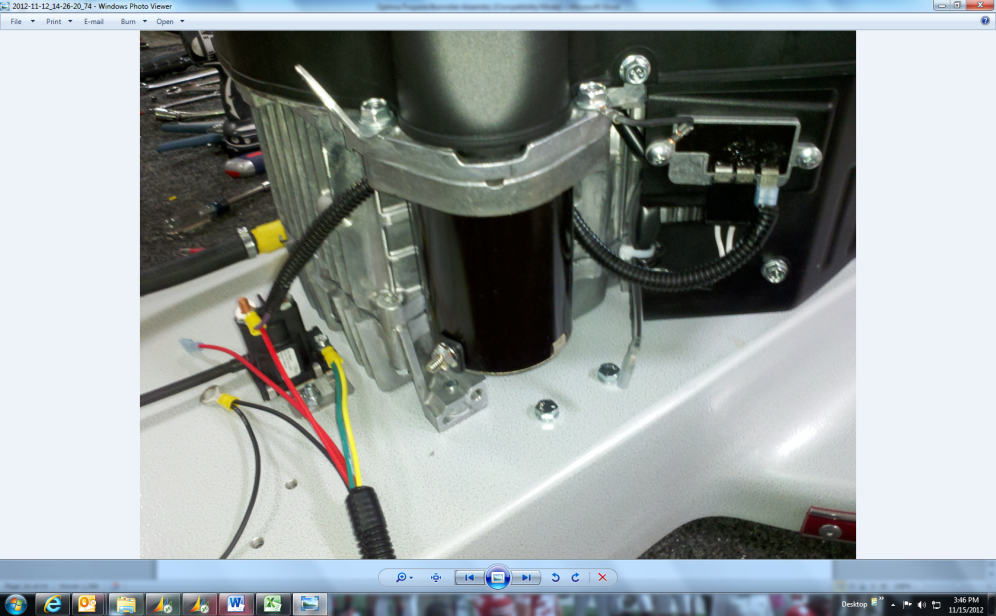 2012-11-12_14-26-20_74 - Windows Photo Viewer
File Print E-mail Burn Open
Desktop
3:46 PM
11/15/2012